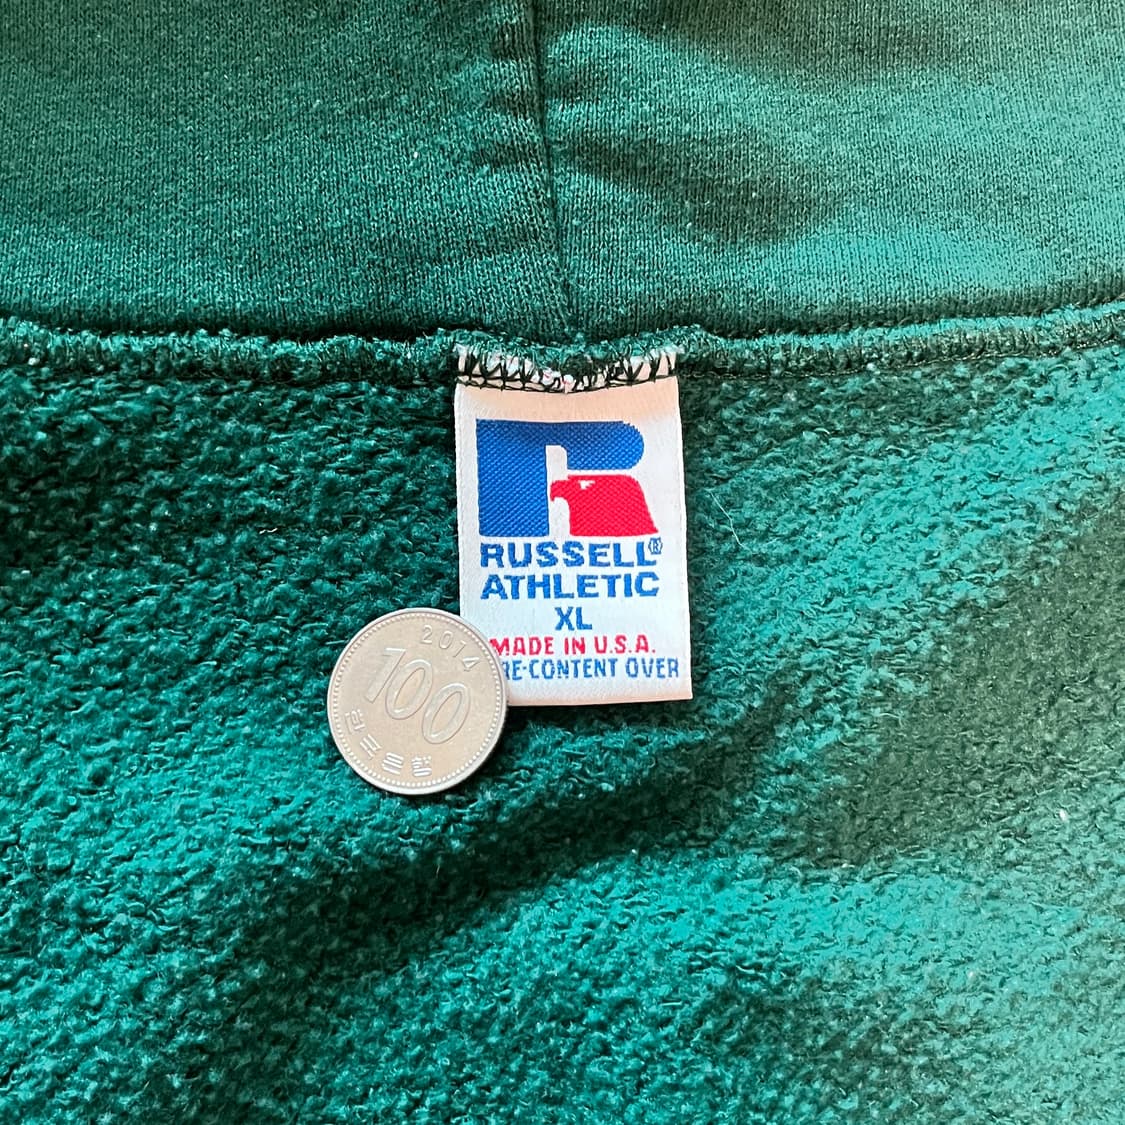 RUSSELL®
ATHLETIC
XL
MADE IN U.S.A.
RE-CONTENT OVER
2014
100
한국은행